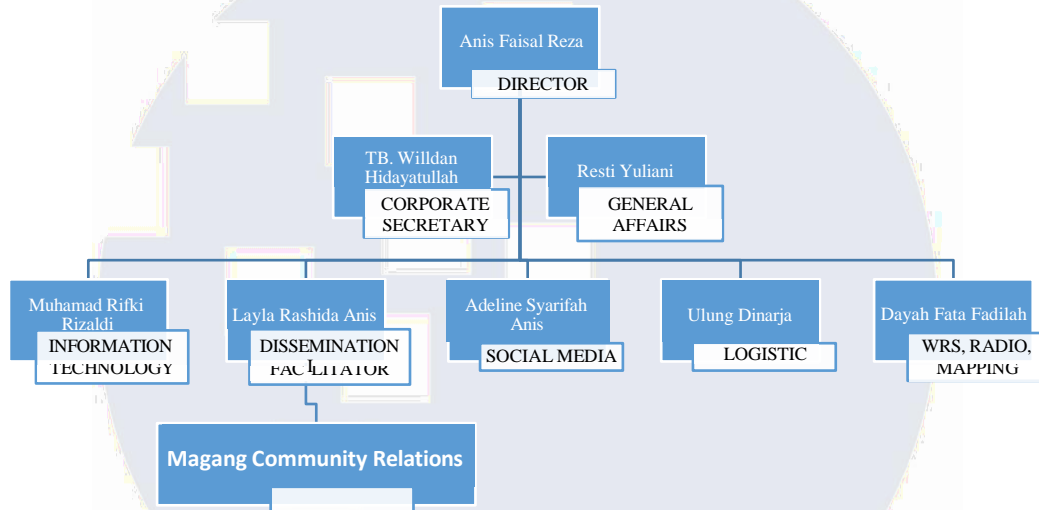 Anis Faisal Reza
DIRECTOR
TB. Willdan
Hidayatullah
CORPORATE
SECRETARY
Resti Yuliani
GENERAL
AFFAIRS
Muhamad Rifki
Rizaldi
INFORMATION
TECHNOLOGY
Layla Rashida Anis
DISSEMINATION
FACILITATOR
Adeline Syarifah
Anis
SOCIAL MEDIA
Ulung Dinarja
LOGISTIC
Dayah Fata Fadilah
WRS, RADIO,
MAPPING
Magang Community Relations